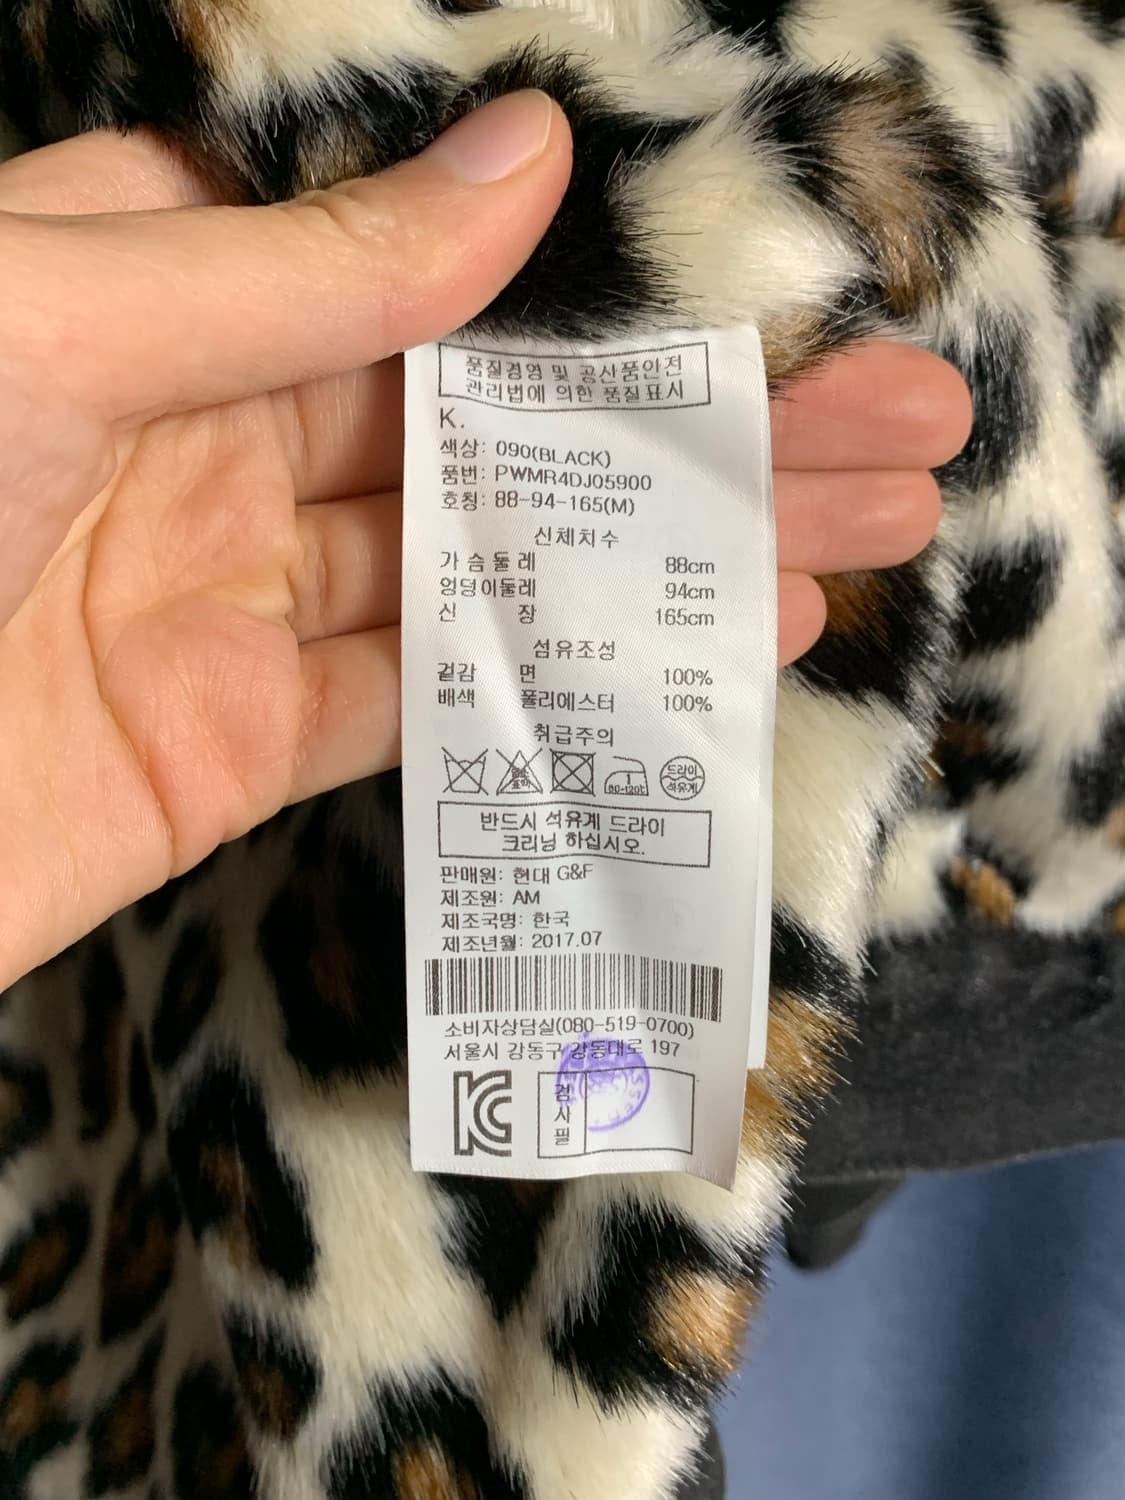 품질경영 및 공산품안전
관리법에 의한 품질표시
K.
색상: 090(BLACK)
품번: PWMR4DJ05900
호칭: 88-94-165(M)
신체치수
가슴둘레 88cm
엉덩이둘레 94cm
신 장 165cm
섬유조성
겉감 면 100%
배색 폴리에스터 100%
취급주의
80-120℃
드라이
석유계
반드시 석유계 드라이
크리닝 하십시오.
판매원: 현대 G&F
제조원: AM
제조국명: 한국
제조년월: 2017.07
소비자상담실(080-519-0700)
서울시 강동구 강동대로 197
검사필